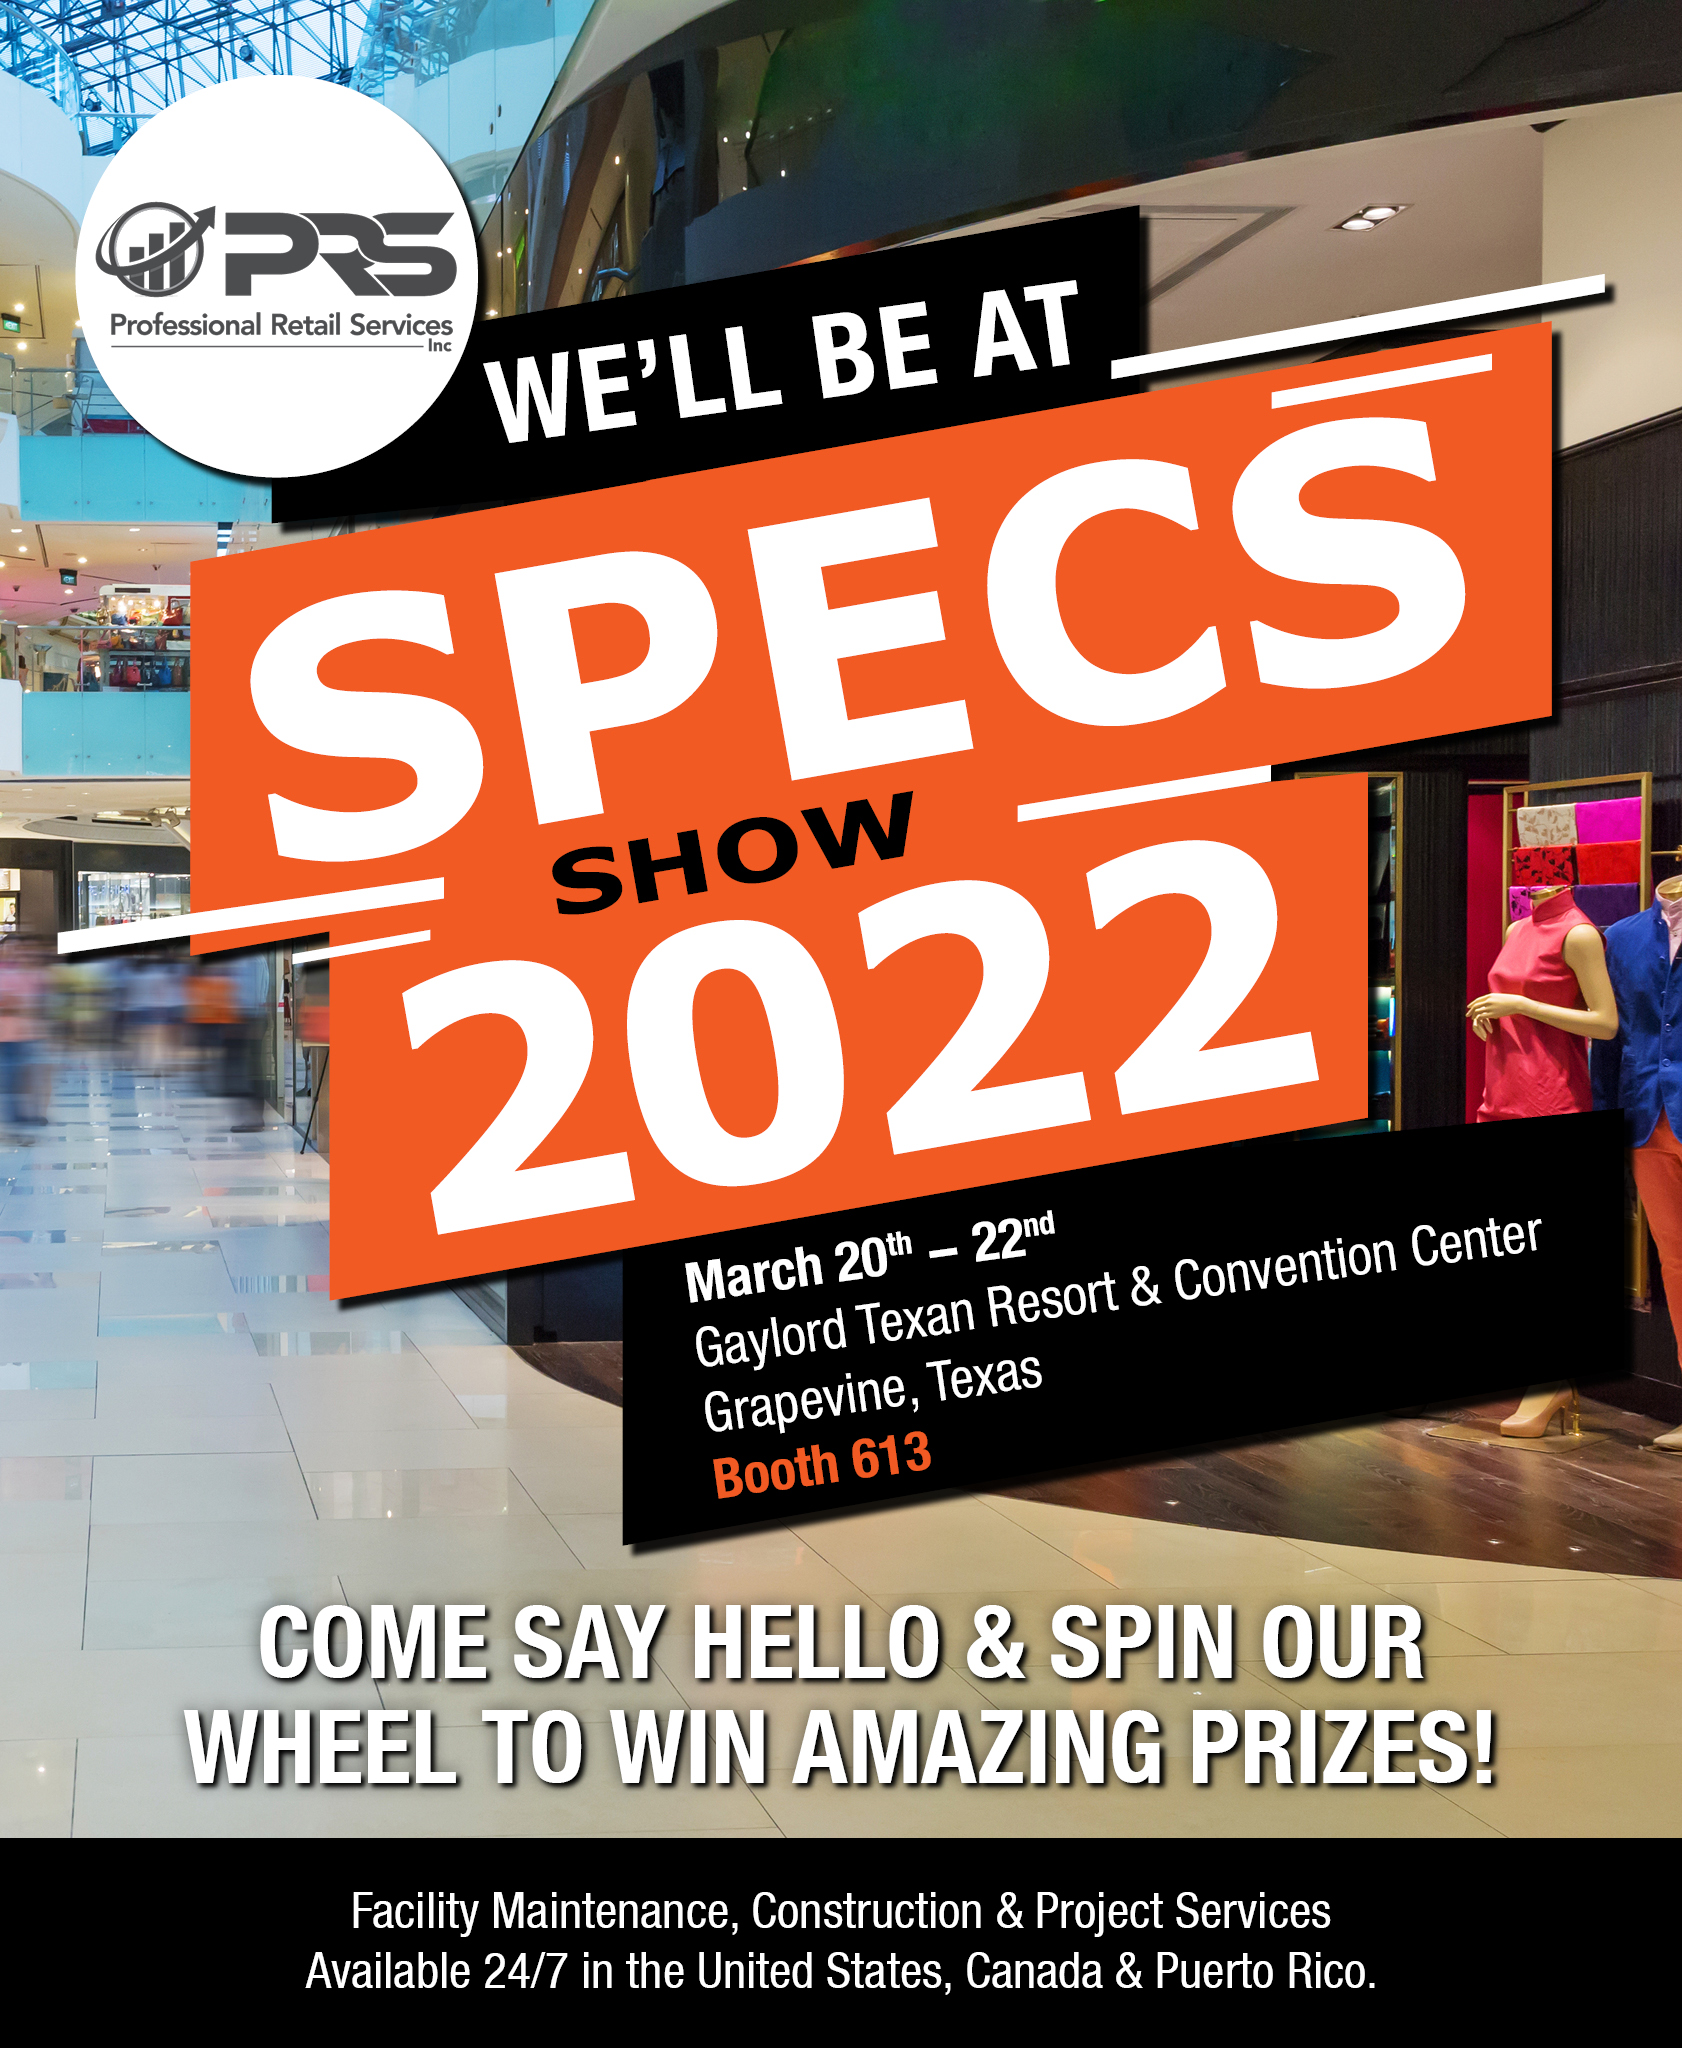 PRS
Professional Retail Services
Inc
WE’LL BE AT
SPECS
SHOW
2022
March 20th – 22nd
Gaylord Texan Resort & Convention Center
Grapevine, Texas
Booth 613
COME SAY HELLO & SPIN OUR
WHEEL TO WIN AMAZING PRIZES!
Facility Maintenance, Construction & Project Services
Available 24/7 in the United States, Canada & Puerto Rico.